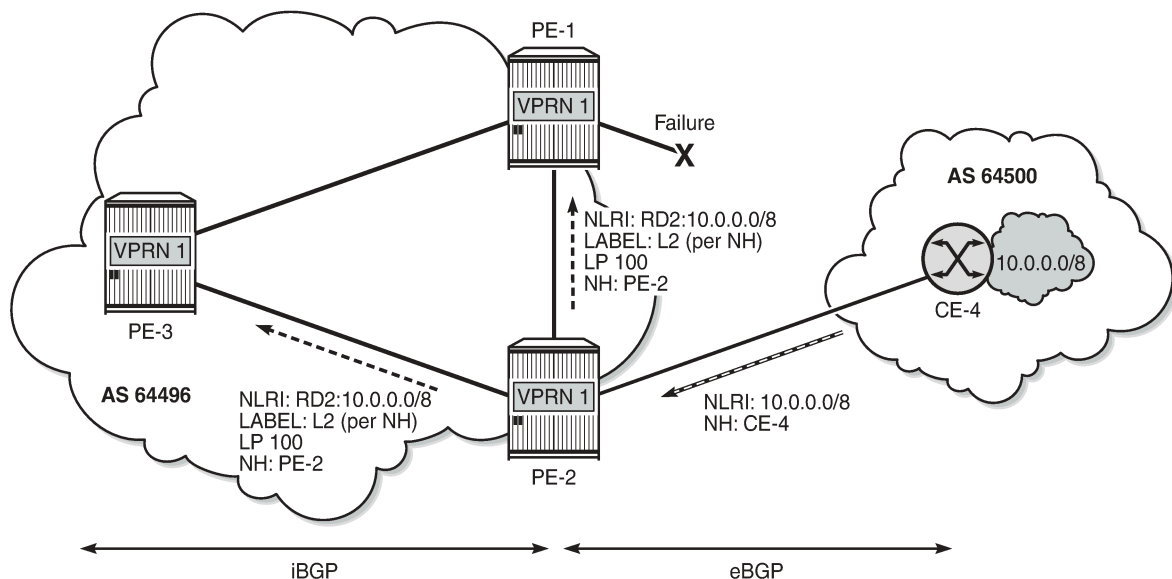 PE-1
VPRN 1
Failure
X
AS 64500
NLRI: RD2:10.0.0.0/8
LABEL: L2 (per NH)
LP 100
NH: PE-2
VPRN 1
10.0.0.0/8
CE-4
PE-3
AS 64496
NLRI: RD2:10.0.0.0/8
LABEL: L2 (per NH)
LP 100
NH: PE-2
VPRN 1
NLRI: 10.0.0.0/8
NH: CE-4
PE-2
iBGP
eBGP